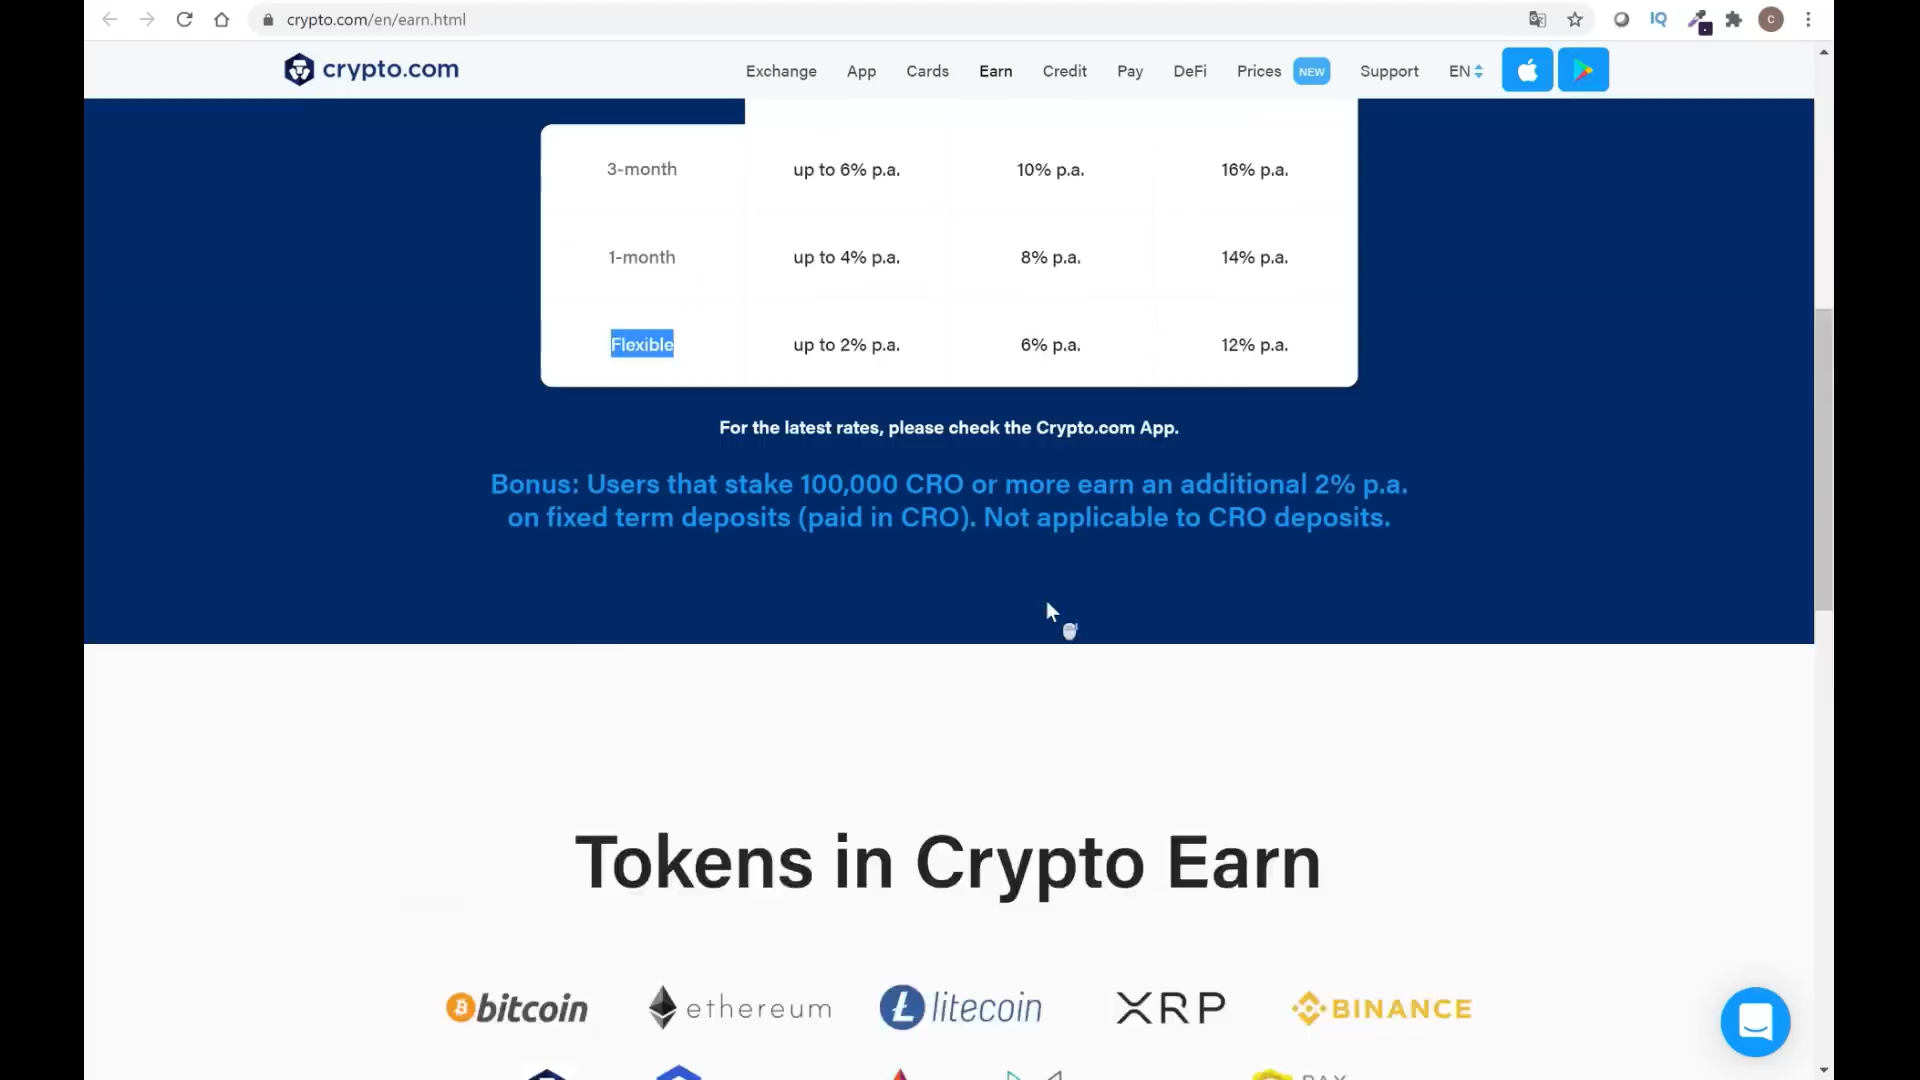 crypto.com/en/earn.html
IQ
C
crypto.com
Exchange App Cards Earn Credit Pay DeFi Prices NEW Support EN
3-month up to 6% p.a. 10% p.a. 16% p.a.
1-month up to 4% p.a. 8% p.a. 14% p.a.
Flexible up to 2% p.a. 6% p.a. 12% p.a.
For the latest rates, please check the Crypto.com App.
Bonus: Users that stake 100,000 CRO or more earn an additional 2% p.a.
on fixed term deposits (paid in CRO). Not applicable to CRO deposits.
Tokens in Crypto Earn
bitcoin ethereum litecoin XRP BINANCE